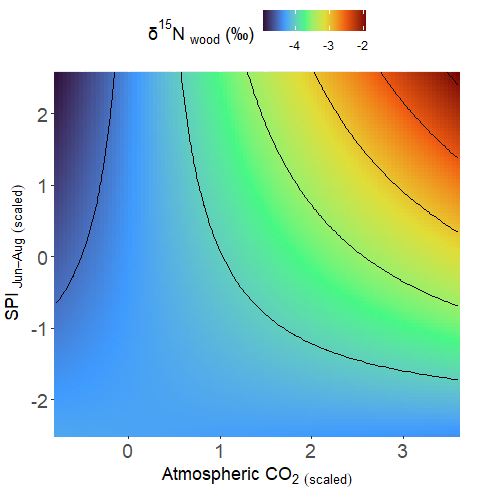 δ¹⁵N wood (‰)
-4 -3 -2
2
1
0
-1
-2
SPI Jun–Aug (scaled)
0 1 2 3
Atmospheric CO₂ (scaled)